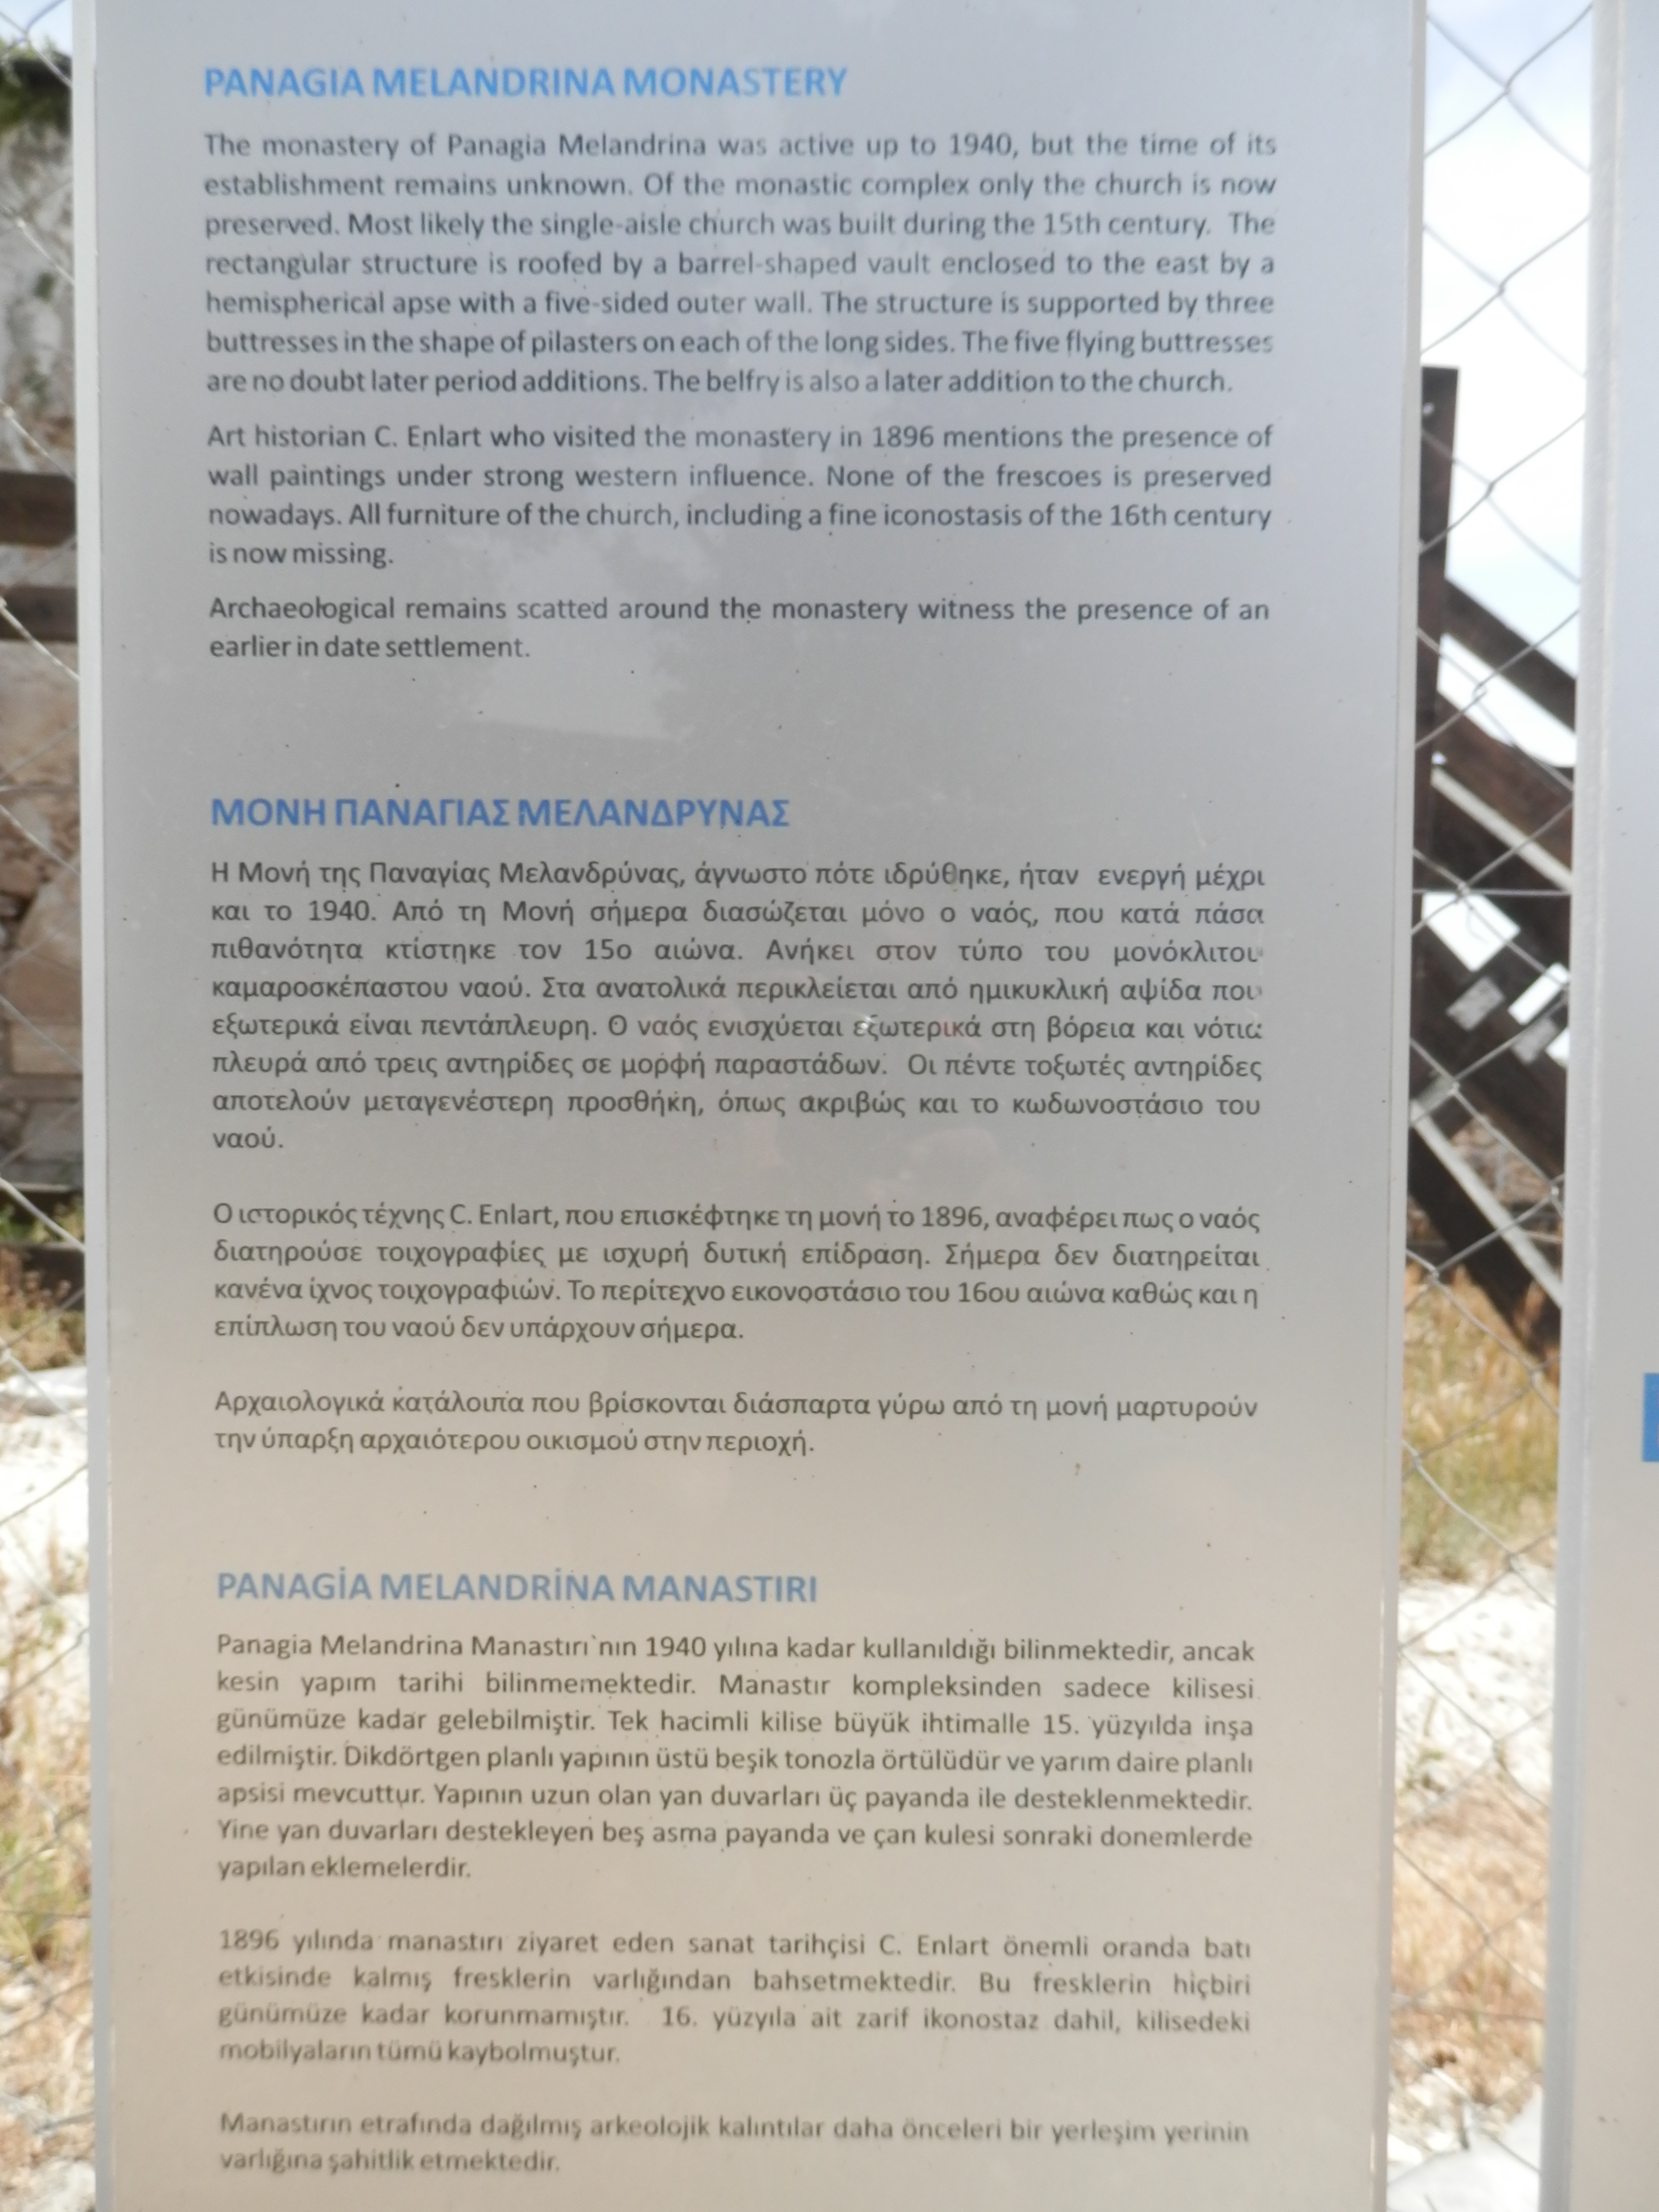 PANAGIA MELANDRINA MONASTERY
The monastery of Panagia Melandrina was active up to 1940, but the time of its
establishment remains unknown. Of the monastic complex only the church is now
preserved. Most likely the single-aisle church was built during the 15th century. The
rectangular structure is roofed by a barrel-shaped vault enclosed to the east by a
hemispherical apse with a five-sided outer wall. The structure is supported by three
buttresses in the shape of pilasters on each of the long sides. The five flying buttresses
are no doubt later period additions. The belfry is also a later addition to the church.
Art historian C. Enlart who visited the monastery in 1896 mentions the presence of
wall paintings under strong western influence. None of the frescoes is preserved
nowadays. All furniture of the church, including a fine iconostasis of the 16th century
is now missing.
Archaeological remains scatted around the monastery witness the presence of an
earlier in date settlement.
ΜΟΝΗ ΠΑΝΑΓΙΑΣ ΜΕΛΑΝΔΡΥΝΑΣ
Η Μονή της Παναγίας Μελανδρύνας, άγνωστο πότε ιδρύθηκε, ήταν ενεργή μέχρι
και το 1940. Από τη Μονή σήμερα διασώζεται μόνο ο ναός, που κατά πάσα
πιθανότητα κτίστηκε τον 15ο αιώνα. Ανήκει στον τύπο του μονόκλιτου
καμαροσκέπαστου ναού. Στα ανατολικά περικλείεται από ημικυκλική αψίδα που
εξωτερικά είναι πεντάπλευρη. Ο ναός ενισχύεται εξωτερικά στη βόρεια και νότια
πλευρά από τρεις αντηρίδες σε μορφή παραστάδων. Οι πέντε τοξωτές αντηρίδες
αποτελούν μεταγενέστερη προσθήκη, όπως ακριβώς και το κωδωνοστάσιο του
ναού.
Ο ιστορικός τέχνης C. Enlart, που επισκέφτηκε τη μονή το 1896, αναφέρει πως ο ναός
διατηρούσε τοιχογραφίες με ισχυρή δυτική επίδραση. Σήμερα δεν διατηρείται
κανένα ίχνος τοιχογραφιών. Το περίτεχνο εικονοστάσιο του 16ου αιώνα καθώς και η
επίπλωση του ναού δεν υπάρχουν σήμερα.
Αρχαιολογικά κατάλοιπα που βρίσκονται διάσπαρτα γύρω από τη μονή μαρτυρούν
την ύπαρξη αρχαιότερου οικισμού στην περιοχή.
PANAGİA MELANDRİNA MANASTIRI
Panagia Melandrina Manastırı`nın 1940 yılına kadar kullanıldığı bilinmektedir, ancak
kesin yapım tarihi bilinmemektedir. Manastır kompleksinden sadece kilisesi
günümüze kadar gelebilmiştir. Tek hacimli kilise büyük ihtimalle 15. yüzyılda inşa
edilmiştir. Dikdörtgen planlı yapının üstü beşik tonozla örtülüdür ve yarım daire planlı
apsisi mevcuttur. Yapının uzun olan yan duvarları üç payanda ile desteklenmektedir.
Yine yan duvarları destekleyen beş asma payanda ve çan kulesi sonraki donemlerde
yapılan eklemelerdir.
1896 yılında manastırı ziyaret eden sanat tarihçisi C. Enlart önemli oranda batı
etkisinde kalmış fresklerin varlığından bahsetmektedir. Bu fresklerin hiçbiri
günümüze kadar korunmamıştır. 16. yüzyıla ait zarif ikonostaz dahil, kilisedeki
mobilyaların tümü kaybolmuştur.
Manastırın etrafında dağılmış arkeolojik kalıntılar daha önceleri bir yerleşim yerinin
varlığına şahitlik etmektedir.